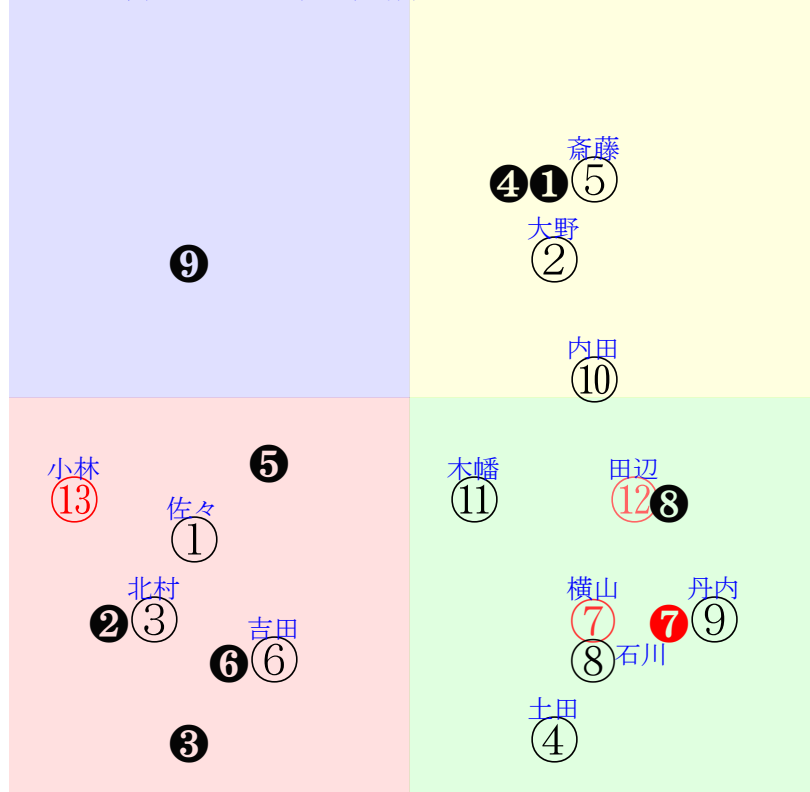 斎藤
❹❶⑤
大野
②
❾
内田
⑩
小林
❺
木幡
田辺
⑬
⑪
⑫❽
佐々
①
北村
横山
丹内
❷③
⑦
❼⑨
吉田
❻⑥
⑧石川
土田
❸
④